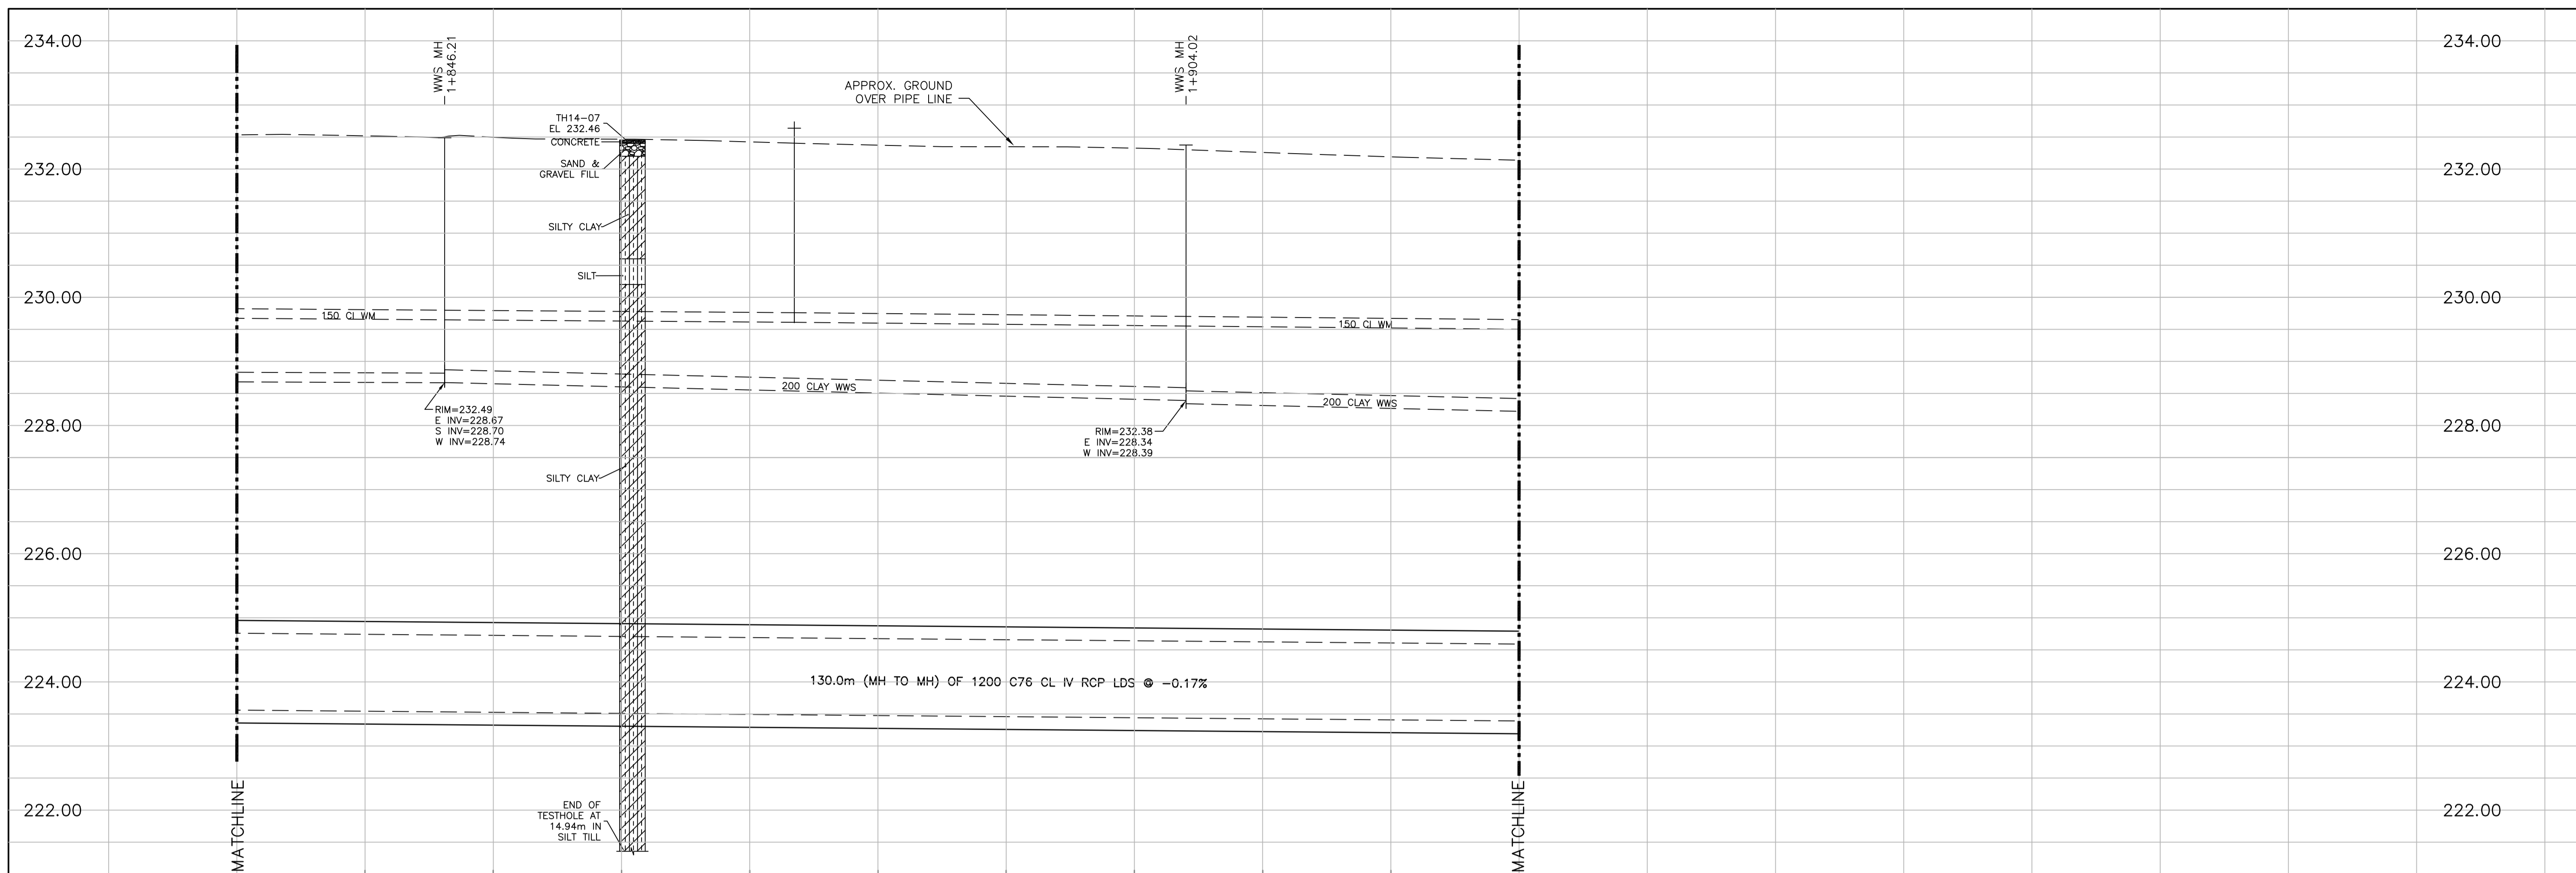 234.00
234.00
WWS MH
1+846.21
WWS MH
1+904.02
APPROX. GROUND
OVER PIPE LINE
TH14-07
EL 232.46
CONCRETE
SAND &
GRAVEL FILL
232.00
232.00
SILTY CLAY
SILT
230.00
230.00
150 CI WM
150 CI WM
200 CLAY WWS
200 CLAY WWS
RIM=232.49
E INV=228.67
S INV=228.70
W INV=228.74
228.00
228.00
RIM=232.38
E INV=228.34
W INV=228.39
SILTY CLAY
226.00
226.00
224.00
130.0m (MH TO MH) OF 1200 C76 CL IV RCP LDS @ -0.17%
224.00
222.00
222.00
END OF
TESTHOLE AT
14.94m IN
SILT TILL
MATCHLINE
MATCHLINE